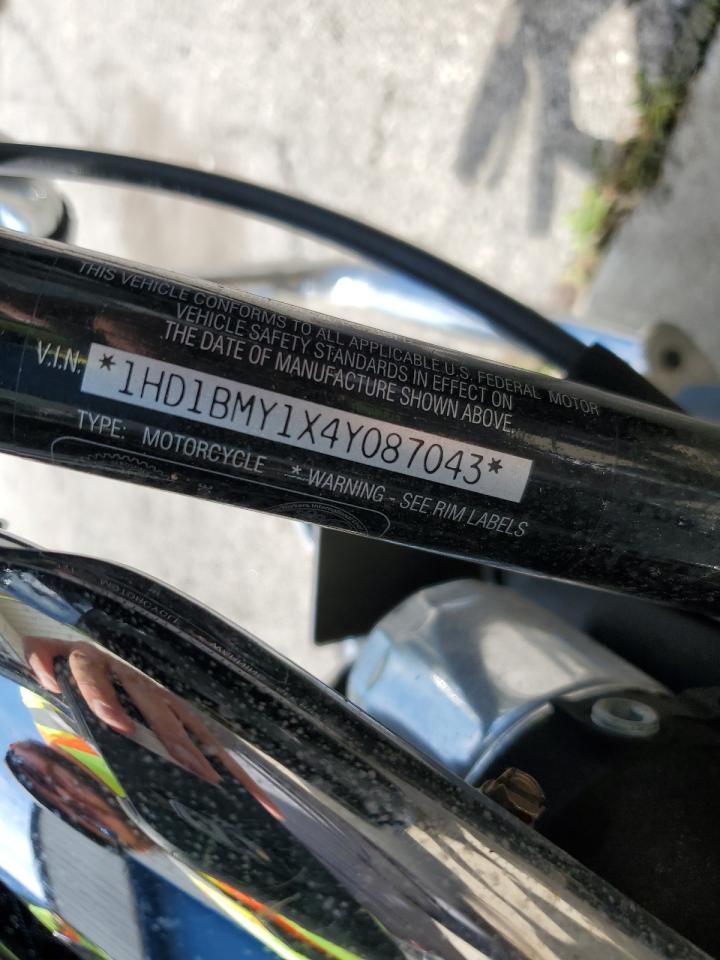 THIS VEHICLE CONFORMS TO ALL APPLICABLE U.S. FEDERAL MOTOR
VEHICLE SAFETY STANDARDS IN EFFECT ON
THE DATE OF MANUFACTURE SHOWN ABOVE.
V.I.N. *1HD1BMY1X4Y087043*
TYPE: MOTORCYCLE * WARNING - SEE RIM LABELS